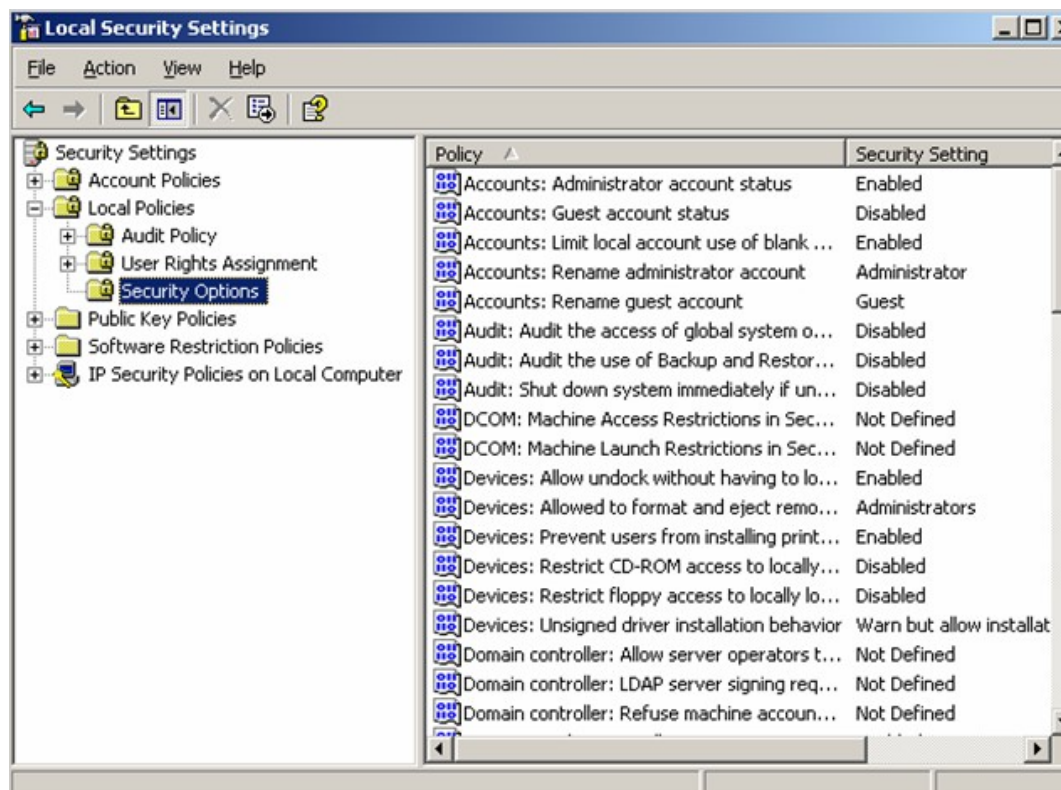 Local Security Settings
File Action View Help
Security Settings
Account Policies
Local Policies
Audit Policy
User Rights Assignment
Security Options
Public Key Policies
Software Restriction Policies
IP Security Policies on Local Computer
Policy Security Setting
Accounts: Administrator account status Enabled
Accounts: Guest account status Disabled
Accounts: Limit local account use of blank ... Enabled
Accounts: Rename administrator account Administrator
Accounts: Rename guest account Guest
Audit: Audit the access of global system o... Disabled
Audit: Audit the use of Backup and Restor... Disabled
Audit: Shut down system immediately if un... Disabled
DCOM: Machine Access Restrictions in Sec... Not Defined
DCOM: Machine Launch Restrictions in Sec... Not Defined
Devices: Allow undock without having to lo... Enabled
Devices: Allowed to format and eject remo... Administrators
Devices: Prevent users from installing print... Enabled
Devices: Restrict CD-ROM access to locally... Disabled
Devices: Restrict floppy access to locally lo... Disabled
Devices: Unsigned driver installation behavior Warn but allow installat
Domain controller: Allow server operators t... Not Defined
Domain controller: LDAP server signing req... Not Defined
Domain controller: Refuse machine accoun... Not Defined